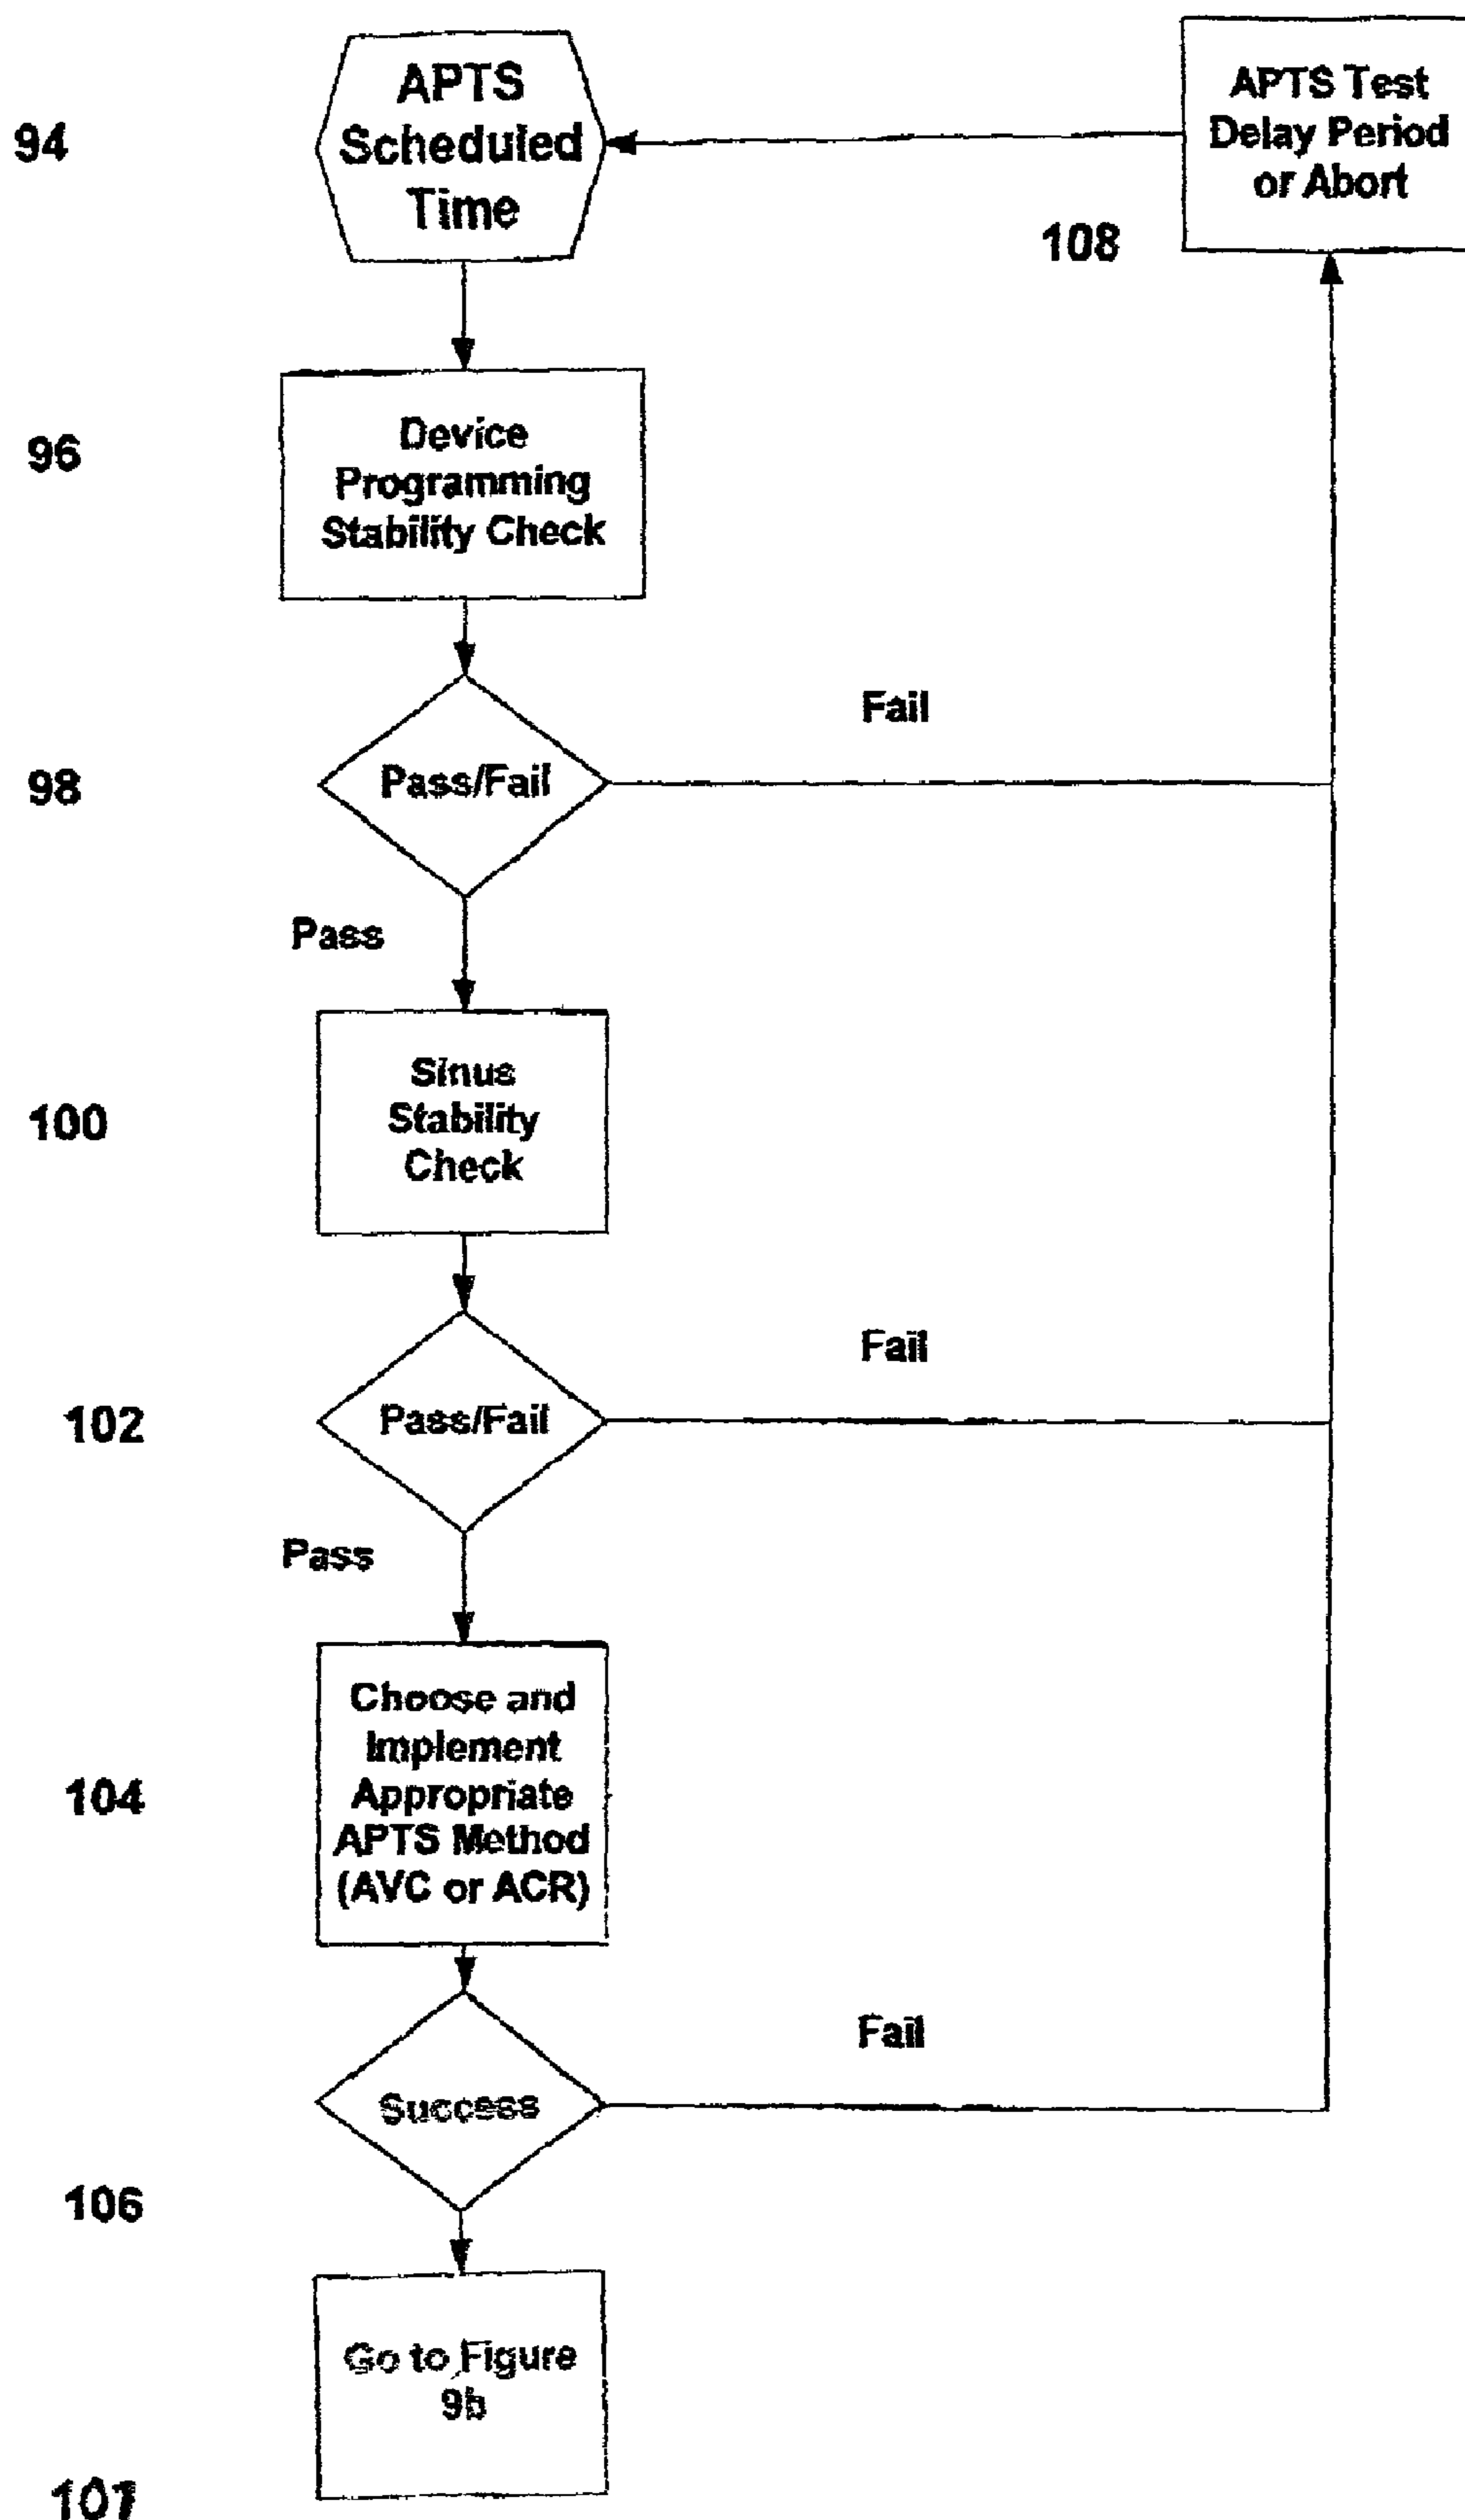 APTS
Scheduled
Time
94
APTS Test
Delay Period
or Abort
108
96
Device
Programming
Stability Check
98
Pass/Fail
Fail
Pass
100
Sinus
Stability
Check
102
Pass/Fail
Fail
Pass
104
Choose and
Implement
Appropriate
APTS Method
(AVC or ACR)
Success
Fail
106
Go to Figure
9b
107